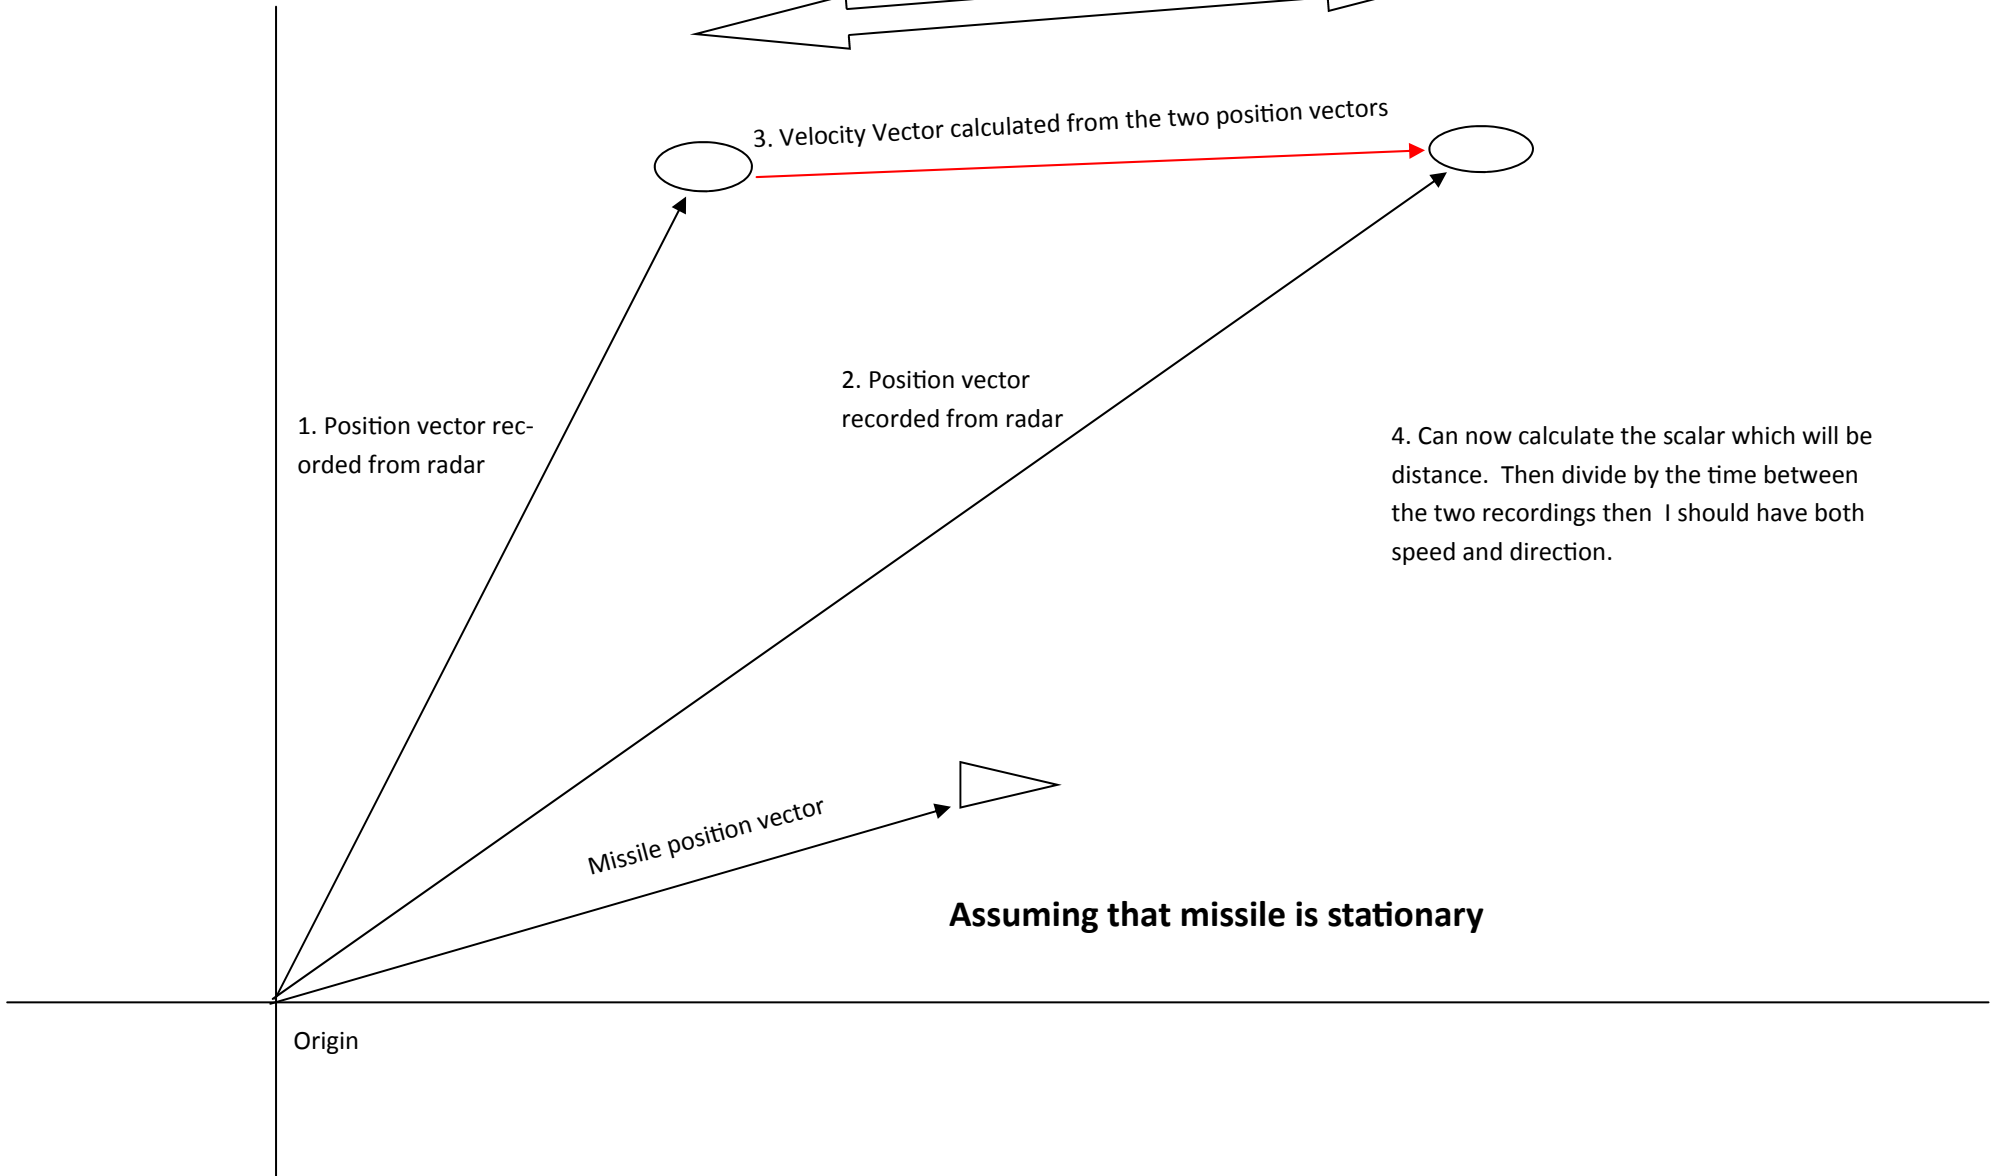 3. Velocity Vector calculated from the two position vectors
1. Position vector rec-
orded from radar
2. Position vector
recorded from radar
4. Can now calculate the scalar which will be
distance.  Then divide by the time between
the two recordings then  I should have both
speed and direction.
Missile position vector
Assuming that missile is stationary
Origin